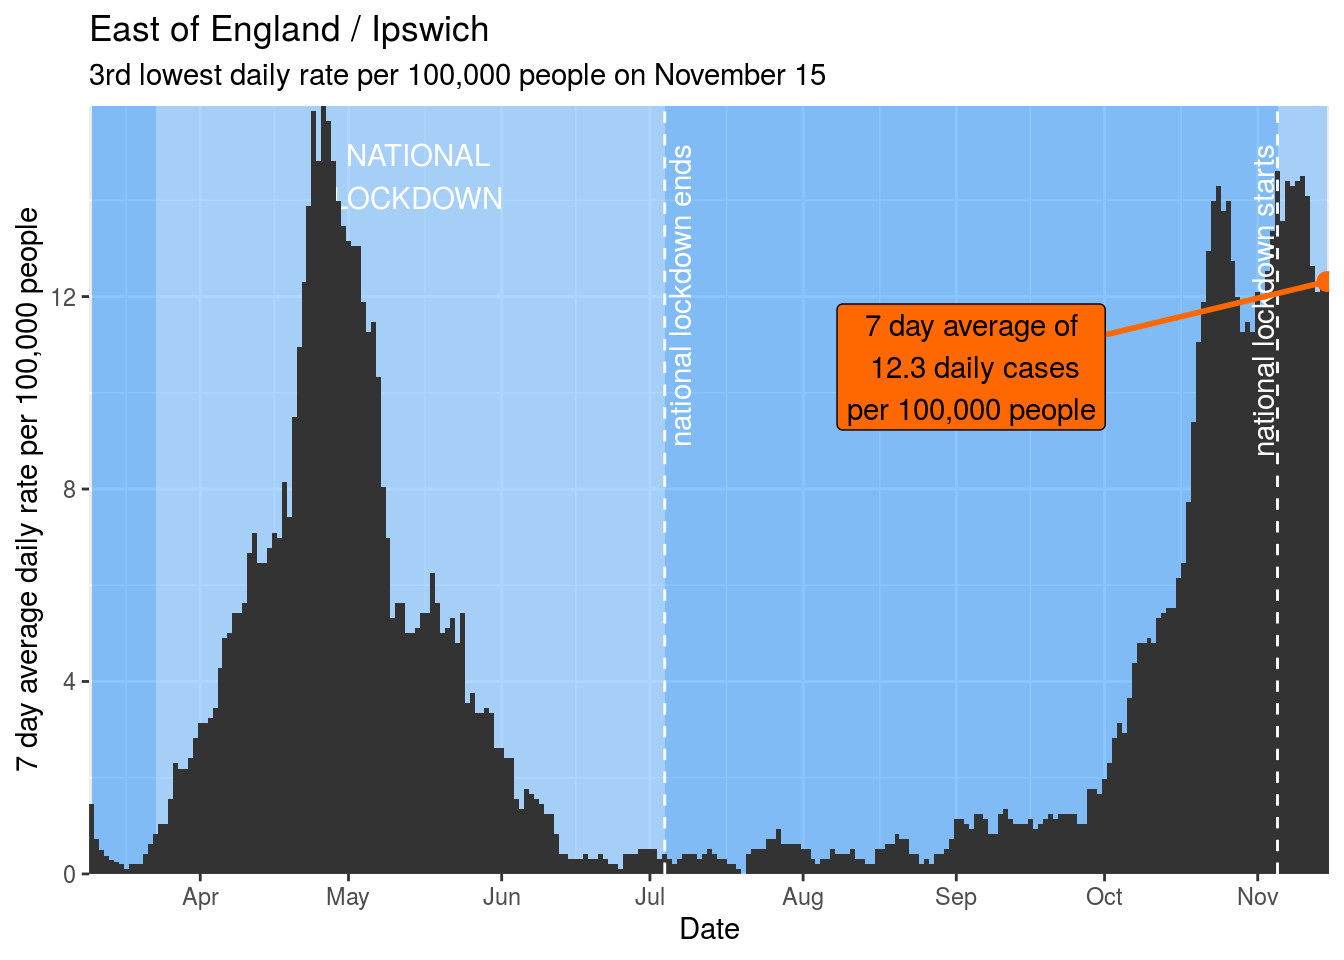 East of England / Ipswich
3rd lowest daily rate per 100,000 people on November 15
7 day average daily rate per 100,000 people
12
8
4
0
NATIONAL
LOCKDOWN
national lockdown ends
7 day average of
12.3 daily cases
per 100,000 people
national lockdown starts
Apr
May
Jun
Jul
Aug
Sep
Oct
Nov
Date